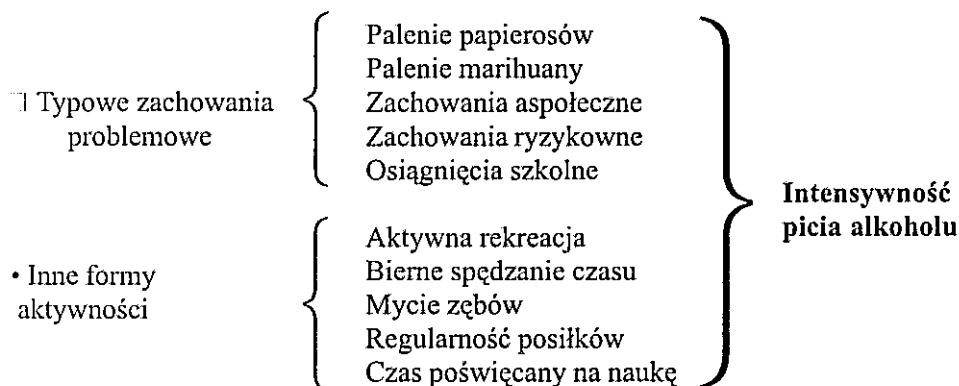 Typowe zachowania
problemowe
Palenie papierosów
Palenie marihuany
Zachowania aspołeczne
Zachowania ryzykowne
Osiągnięcia szkolne
• Inne formy
aktywności
Aktywna rekreacja
Bierne spędzanie czasu
Mycie zębów
Regularność posiłków
Czas poświęcany na naukę
Intensywność
picia alkoholu